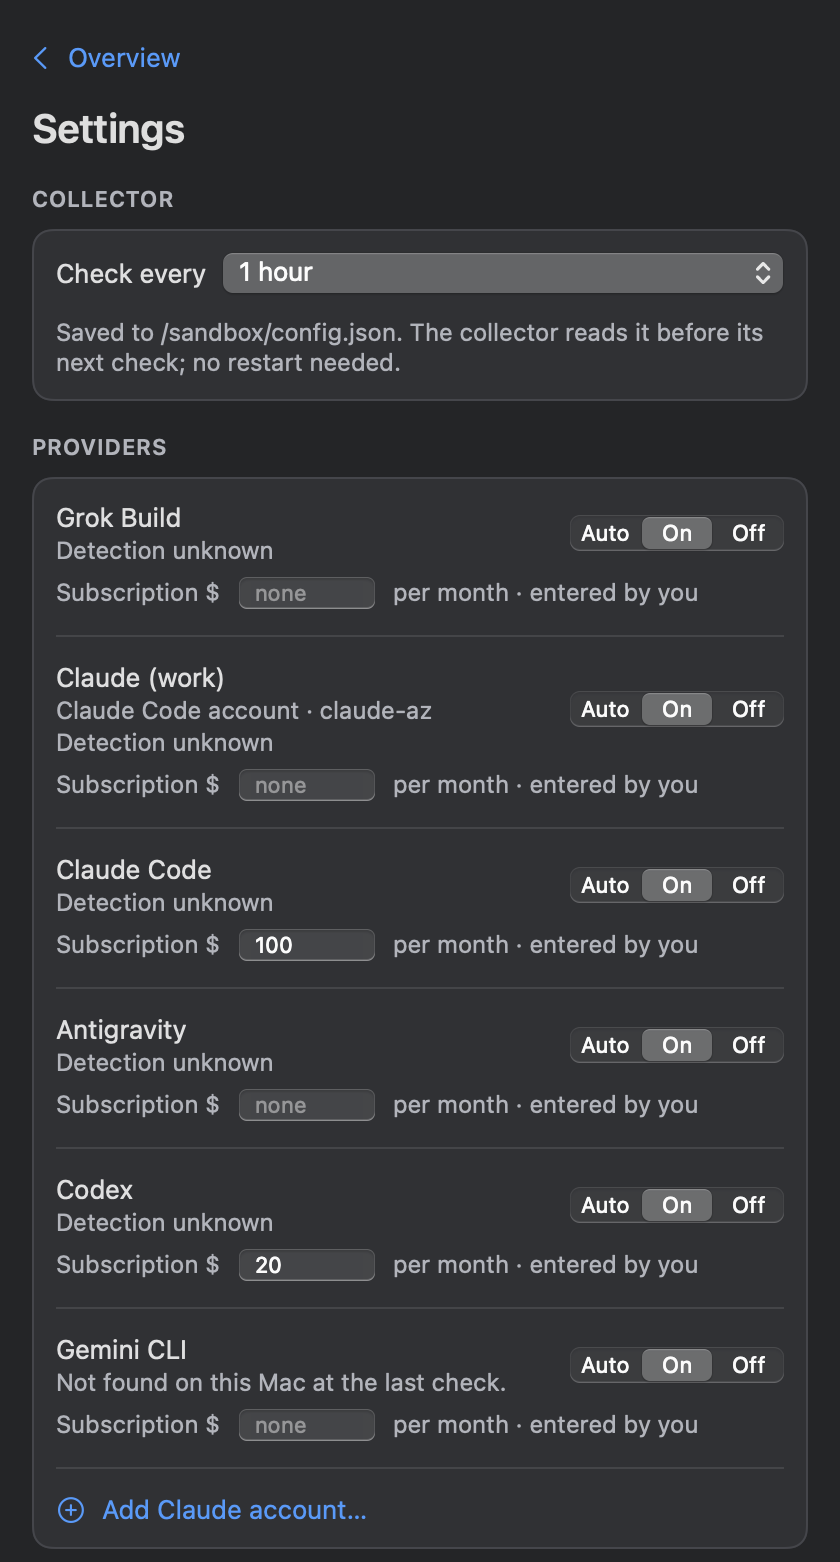 Overview
Settings
COLLECTOR
Check every 1 hour
Saved to /sandbox/config.json. The collector reads it before its
next check; no restart needed.
PROVIDERS
Grok Build
Detection unknown
Auto On Off
Subscription $ none per month · entered by you
Claude (work)
Claude Code account · claude-az
Detection unknown
Auto On Off
Subscription $ none per month · entered by you
Claude Code
Detection unknown
Auto On Off
Subscription $ 100 per month · entered by you
Antigravity
Detection unknown
Auto On Off
Subscription $ none per month · entered by you
Codex
Detection unknown
Auto On Off
Subscription $ 20 per month · entered by you
Gemini CLI
Not found on this Mac at the last check.
Auto On Off
Subscription $ none per month · entered by you
Add Claude account...